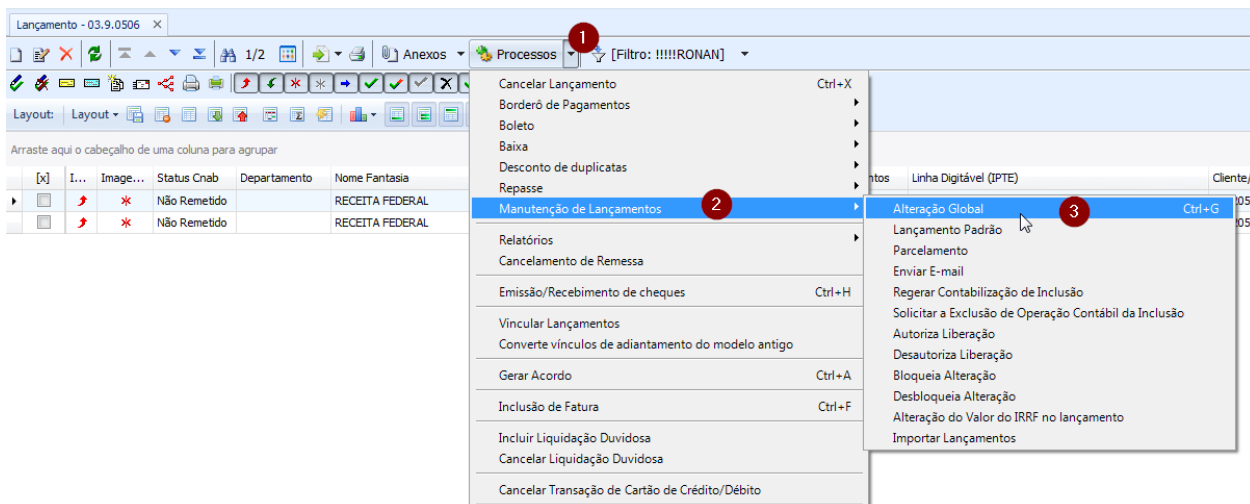 Lançamento - 03.9.0506
1
1/2 Anexos Processos [Filtro: !!!!!RONAN]
Layout: Layout
Arraste aqui o cabeçalho de uma coluna para agrupar
[x] I... Image... Status Cnab Departamento Nome Fantasia ntos Linha Digitável (IPTE) Cliente/
Não Remetido RECEITA FEDERAL
Não Remetido RECEITA FEDERAL
Cancelar Lançamento Ctrl+X
Borderô de Pagamentos
Boleto
Baixa
Desconto de duplicatas
Repasse
Manutenção de Lançamentos 2
Relatórios
Cancelamento de Remessa
Emissão/Recebimento de cheques Ctrl+H
Vincular Lançamentos
Converte vínculos de adiantamento do modelo antigo
Gerar Acordo Ctrl+A
Inclusão de Fatura Ctrl+F
Incluir Liquidação Duvidosa
Cancelar Liquidação Duvidosa
Cancelar Transação de Cartão de Crédito/Débito
Alteração Global 3 Ctrl+G
Lançamento Padrão
Parcelamento
Enviar E-mail
Regerar Contabilização de Inclusão
Solicitar a Exclusão de Operação Contábil da Inclusão
Autoriza Liberação
Desautoriza Liberação
Bloqueia Alteração
Desbloqueia Alteração
Alteração do Valor do IRRF no lançamento
Importar Lançamentos